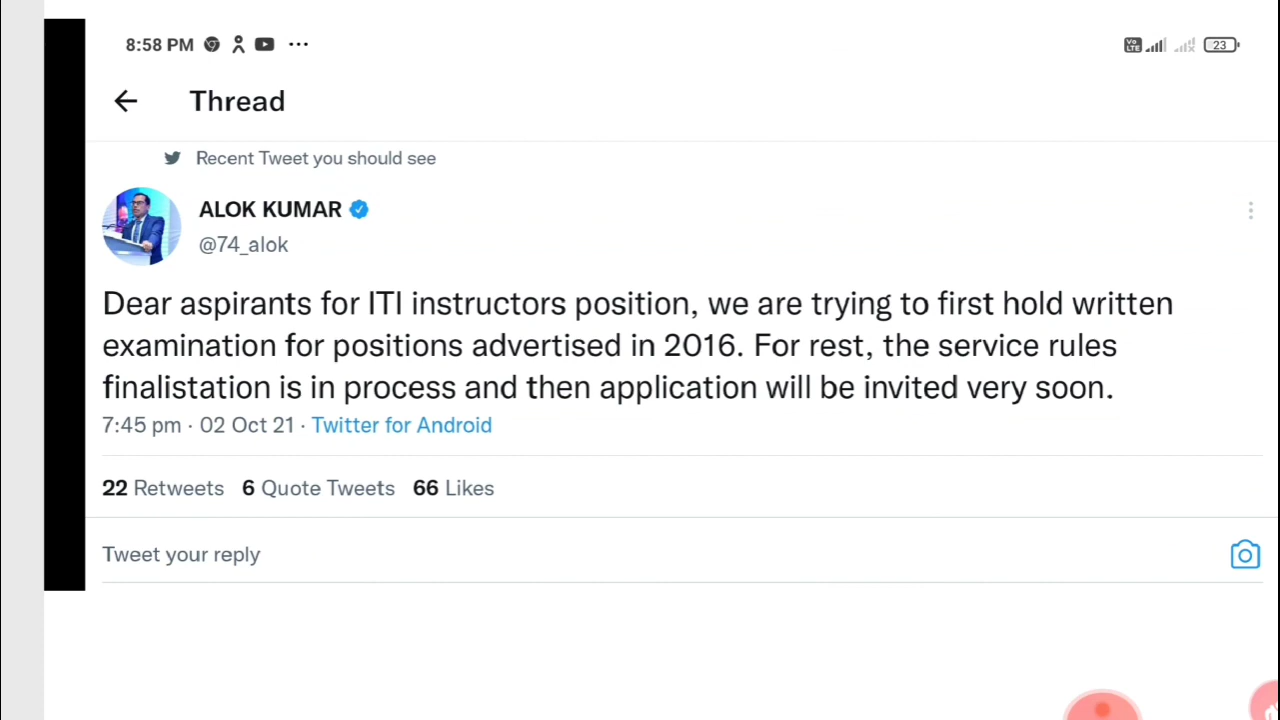 8:58 PM ... 23
Thread
Recent Tweet you should see
ALOK KUMAR
@74_alok
Dear aspirants for ITI instructors position, we are trying to first hold written
examination for positions advertised in 2016. For rest, the service rules
finalistation is in process and then application will be invited very soon.
7:45 pm · 02 Oct 21 · Twitter for Android
22 Retweets 6 Quote Tweets 66 Likes
Tweet your reply